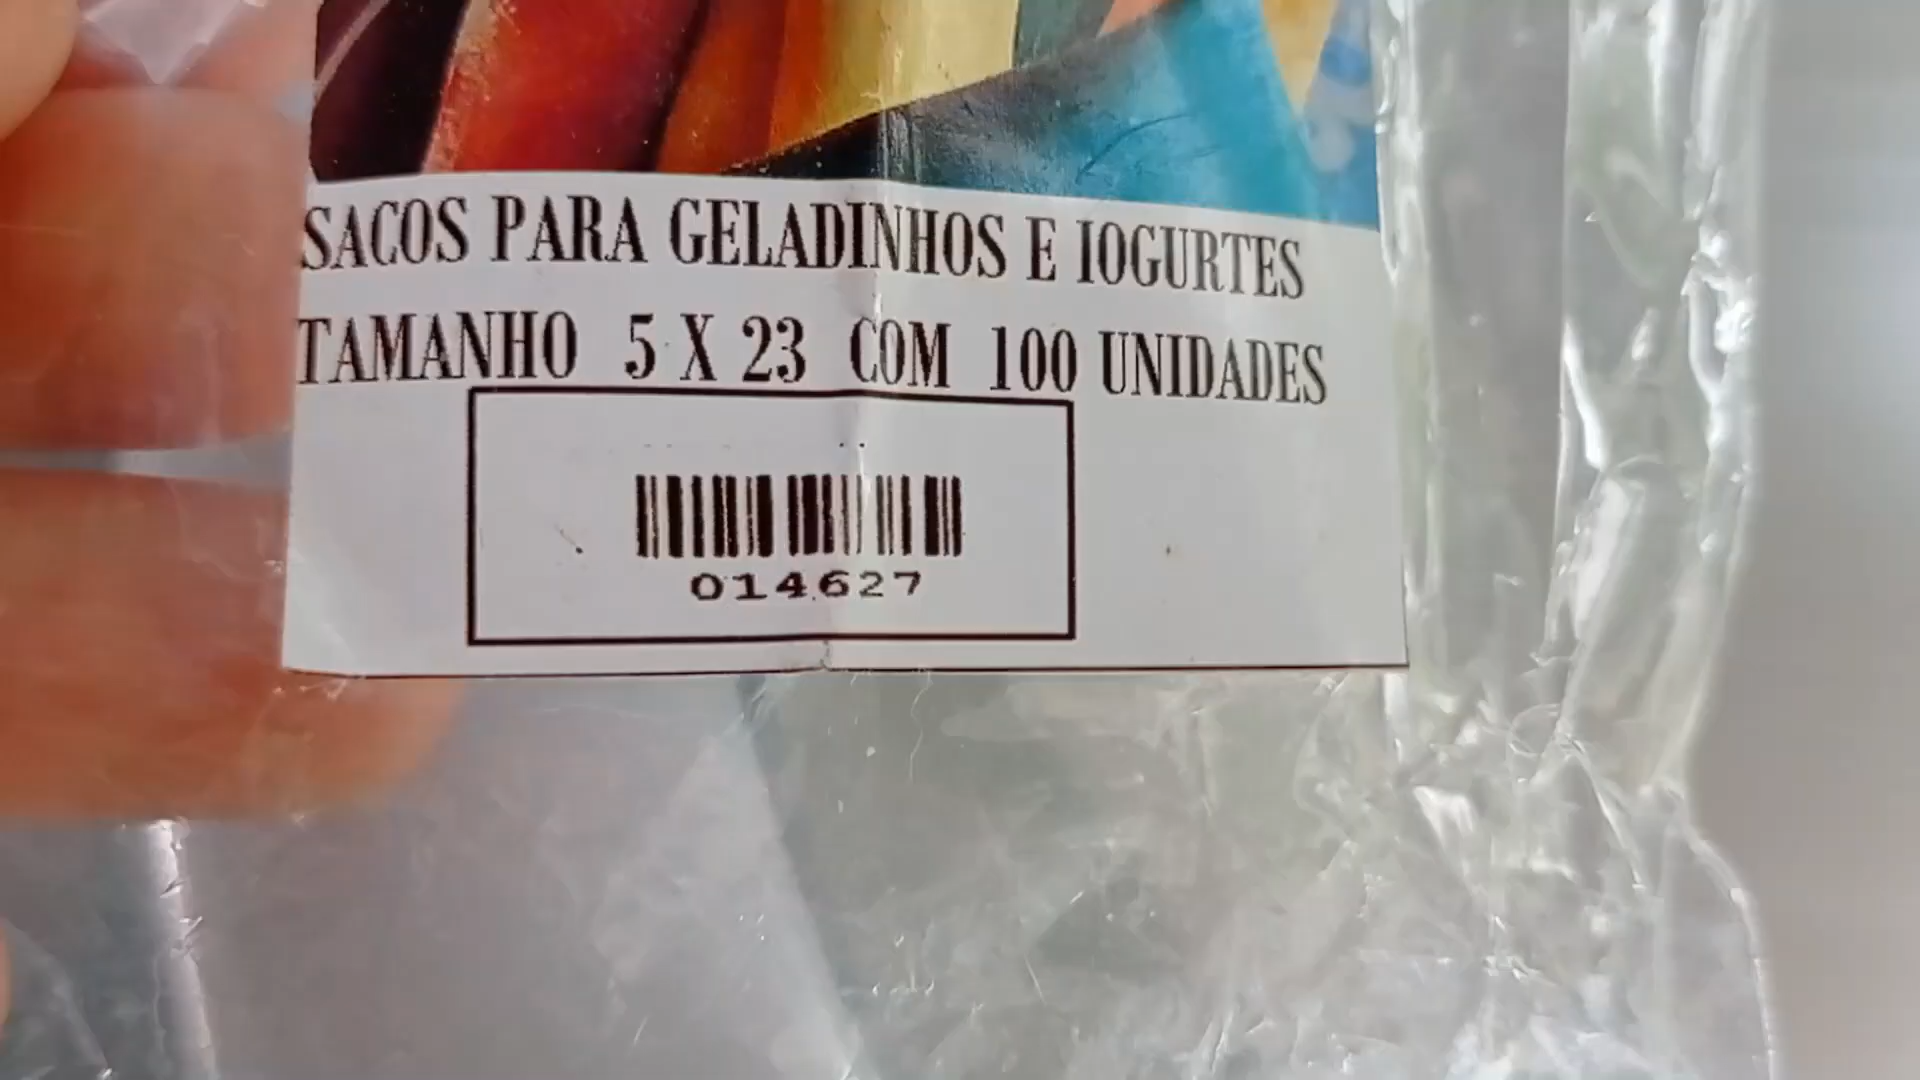 SACOS PARA GELADINHOS E IOGURTES
TAMANHO 5 X 23 COM 100 UNIDADES
014627